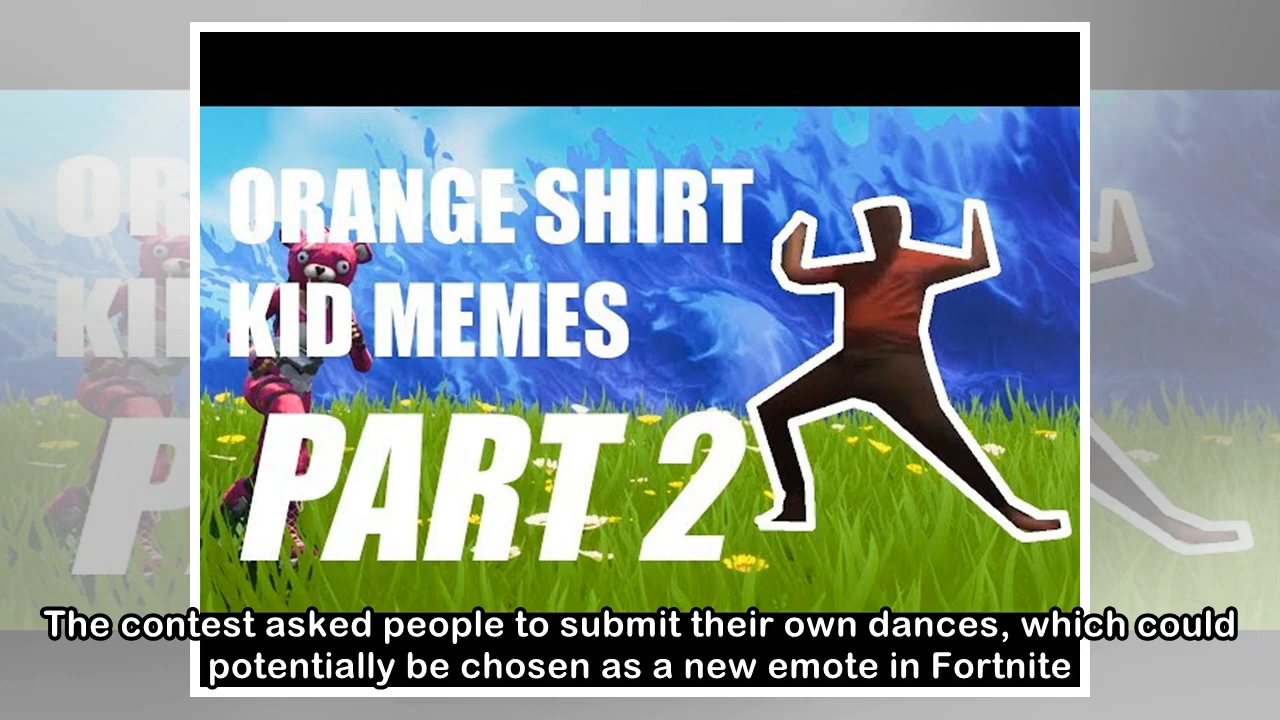 ORANGE SHIRT
KID MEMES
PART 2
The contest asked people to submit their own dances, which could
potentially be chosen as a new emote in Fortnite